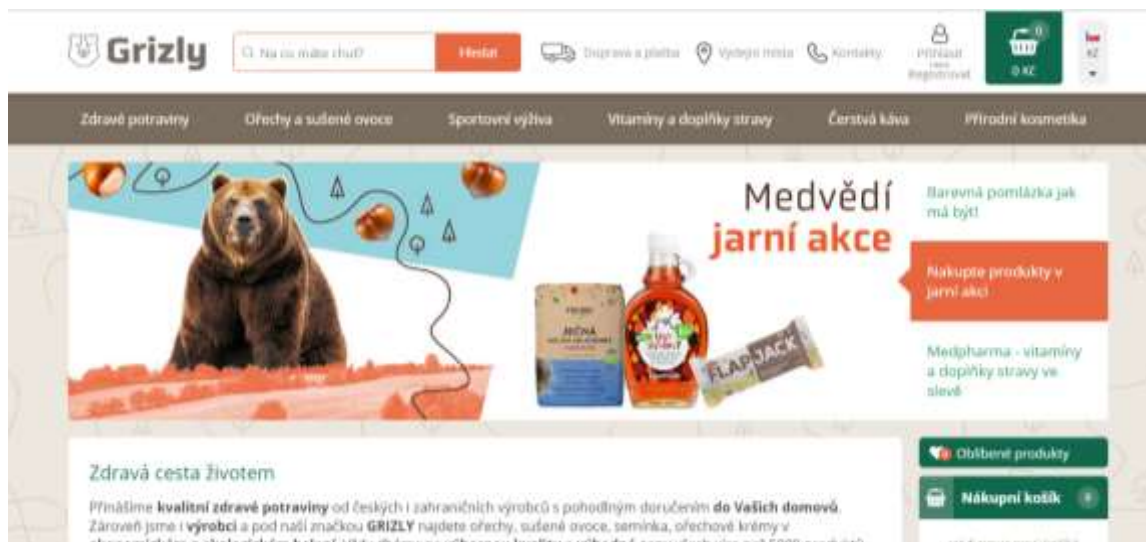 Grizly
Na co máte chuť?
Hledat
Doprava a platba
Výdejní místa
Kontakty
Přihlásit
nebo
Registrovat
0
0 Kč
Kč
Zdravé potraviny
Ořechy a sušené ovoce
Sportovní výživa
Vitamíny a doplňky stravy
Čerstvá káva
Přírodní kosmetika
Medvědí
jarní akce
FLAPJACK
Barevná pomlázka jak
má být!
Nakupte produkty v
jarní akci
Medpharma - vitamíny
a doplňky stravy ve
slevě
Zdravá cesta životem
Přinášíme kvalitní zdravé potraviny od českých i zahraničních výrobců s pohodlným doručením do Vašich domovů.
Zároveň jsme i výrobci a pod naší značkou GRIZLY najdete ořechy, sušené ovoce, semínka, ořechové krémy v
Oblíbené produkty
Nákupní košík
0